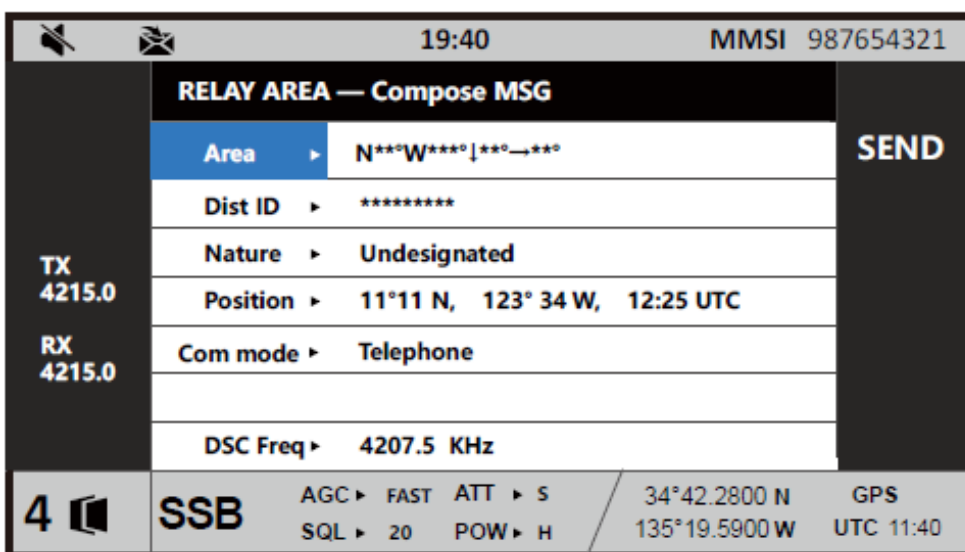 19:40 MMSI 987654321
RELAY AREA — Compose MSG
SEND
Area ▸ N**°W***°↓**°→**°
Dist ID ▸ *********
Nature ▸ Undesignated
Position ▸ 11°11 N, 123° 34 W, 12:25 UTC
Com mode ▸ Telephone
DSC Freq ▸ 4207.5 KHz
TX
4215.0
RX
4215.0
4 SSB
AGC ▸ FAST ATT ▸ S
SQL ▸ 20 POW ▸ H
34°42.2800 N
135°19.5900 W
GPS
UTC 11:40